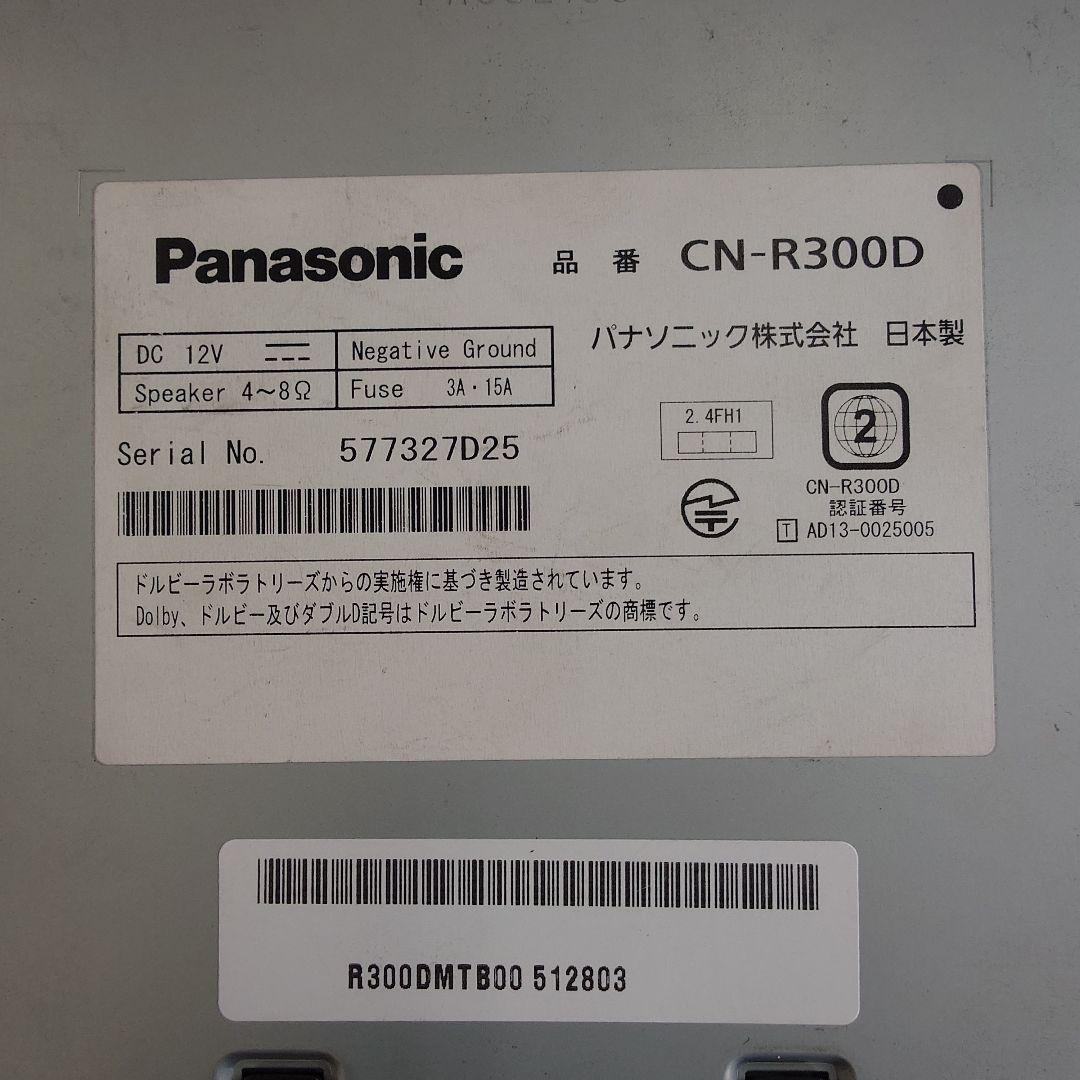 Panasonic 品番 CN-R300D
パナソニック株式会社 日本製
DC 12V Negative Ground
Speaker 4～8Ω Fuse 3A・15A
2.4FH1
2
Serial No. 577327D25
CN-R300D
認証番号
T AD13-0025005
ドルビーラボラトリーズからの実施権に基づき製造されています。
Dolby、ドルビー及びダブルD記号はドルビーラボラトリーズの商標です。
R300DMTB00 512803